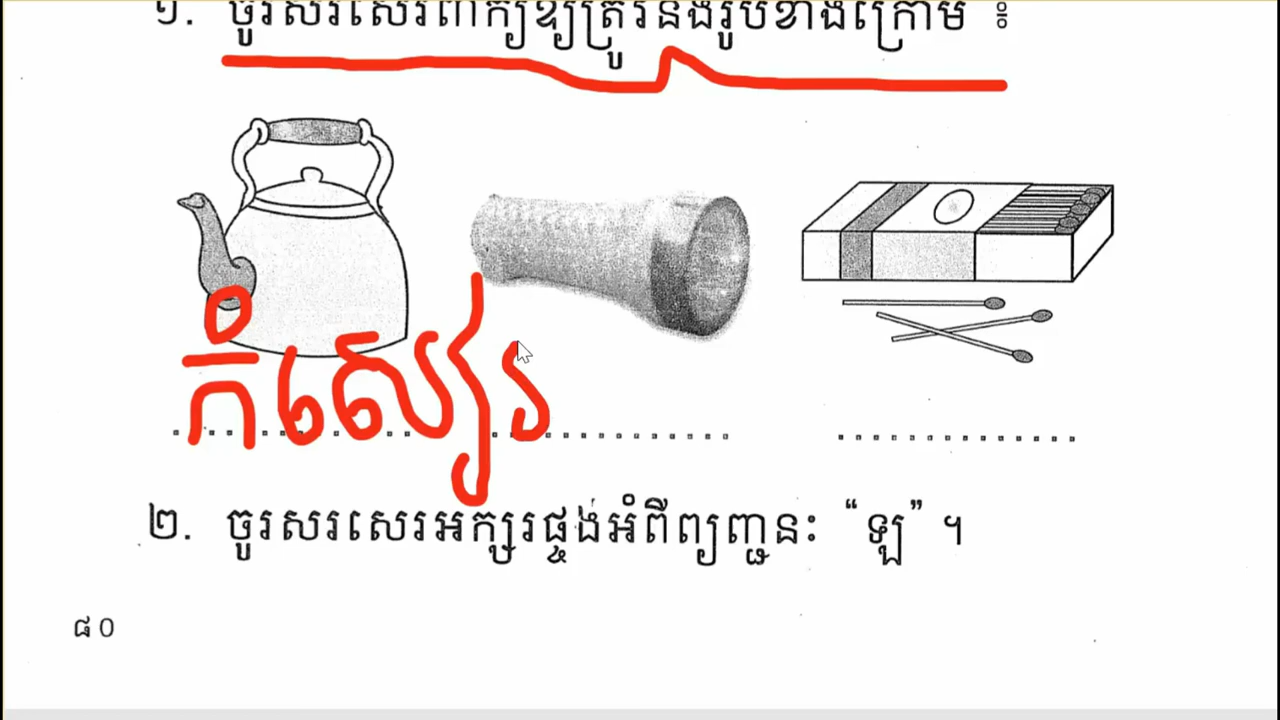 ១. ចូរសរសេរពាក្យឱ្យត្រូវនឹងរូបខាងក្រោម ៖
កំសៀវ
២. ចូរសរសេរអក្សរផ្ចង់អំពីព្យញ្ជនះ “ឡ” ។
៨០